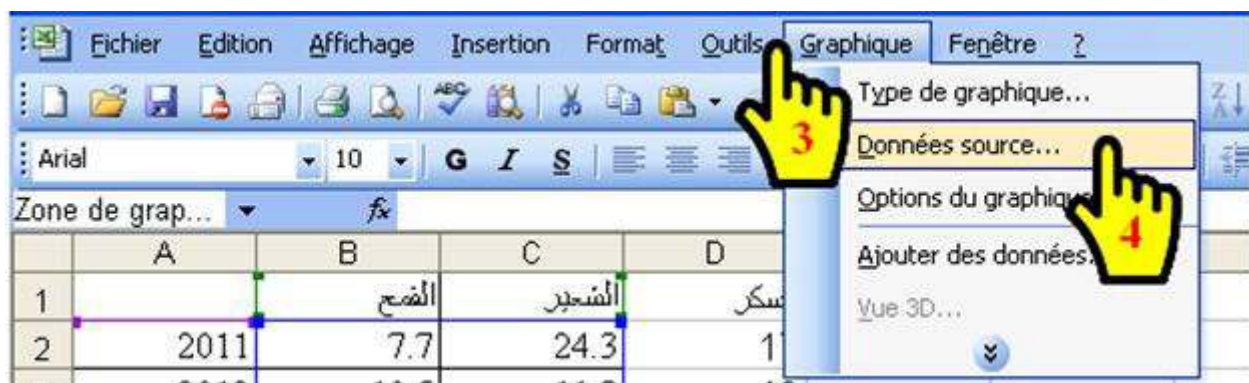 Fichier Edition Affichage Insertion Format Outils Graphique Fenêtre ?
Type de graphique...
Arial 10 G I S
3
Données source...
4
Zone de grap... fx
Options du graphique
A B C D
Ajouter des données.
1 القمح الشعير سكر
Vue 3D...
2 2011 7.7 24.3 1